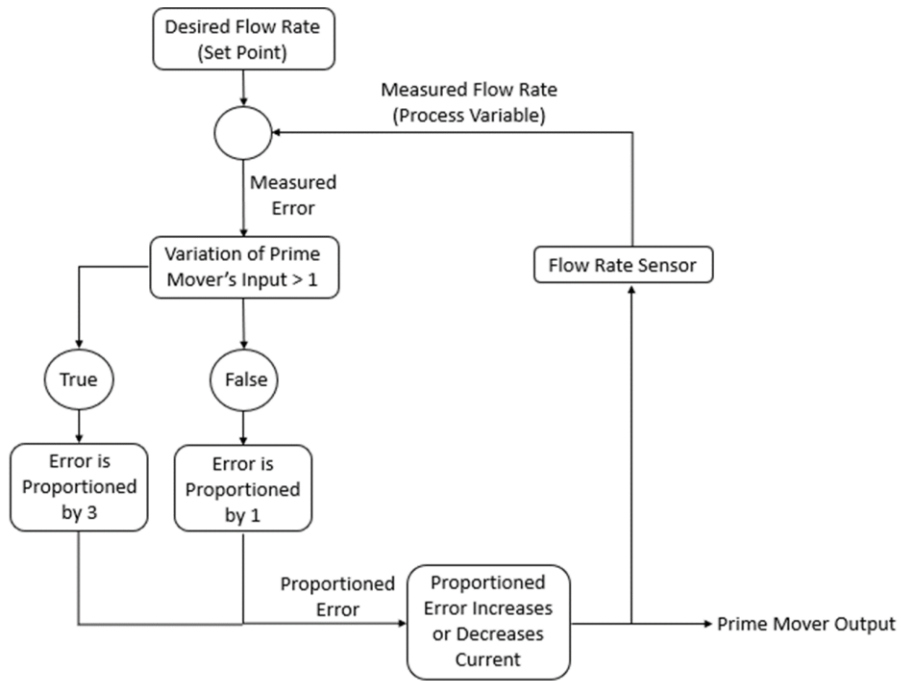 Desired Flow Rate
(Set Point)
Measured Flow Rate
(Process Variable)
Measured
Error
Variation of Prime
Mover's Input > 1
Flow Rate Sensor
True
False
Error is
Proportioned
by 3
Error is
Proportioned
by 1
Proportioned
Error
Proportioned
Error Increases
or Decreases
Current
Prime Mover Output